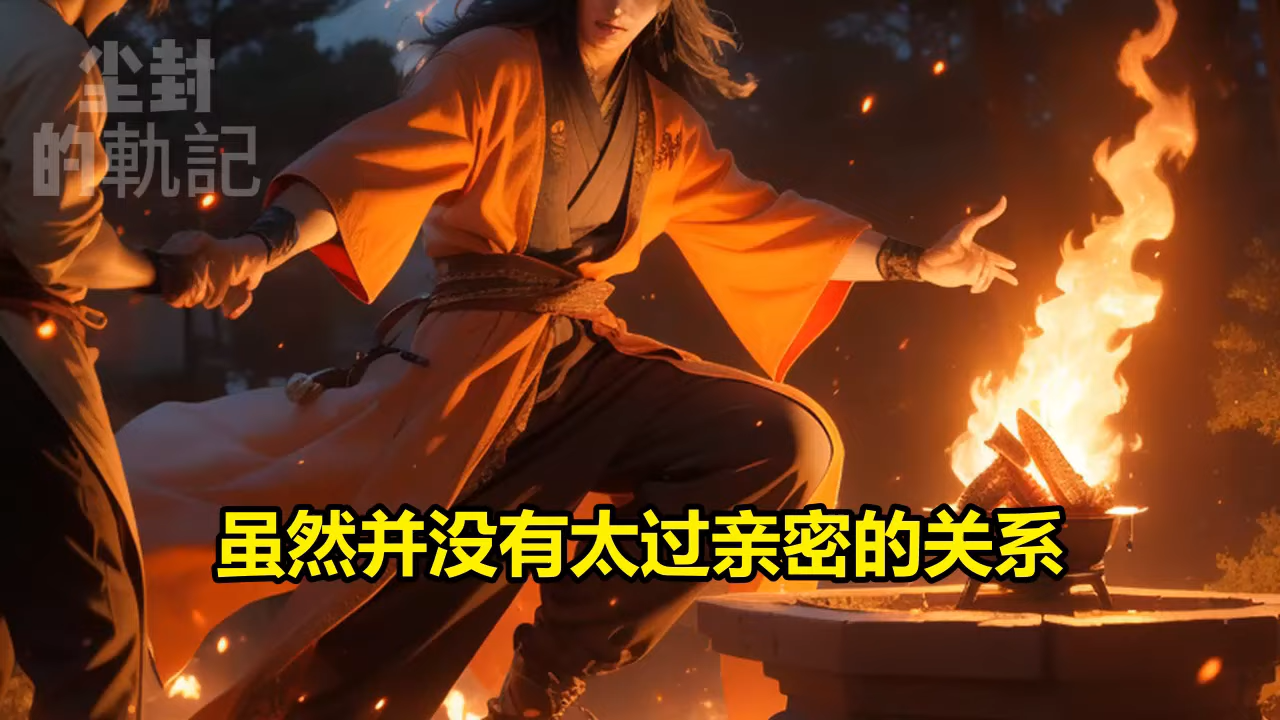 尘封
的軌記
虽然并没有太过亲密的关系